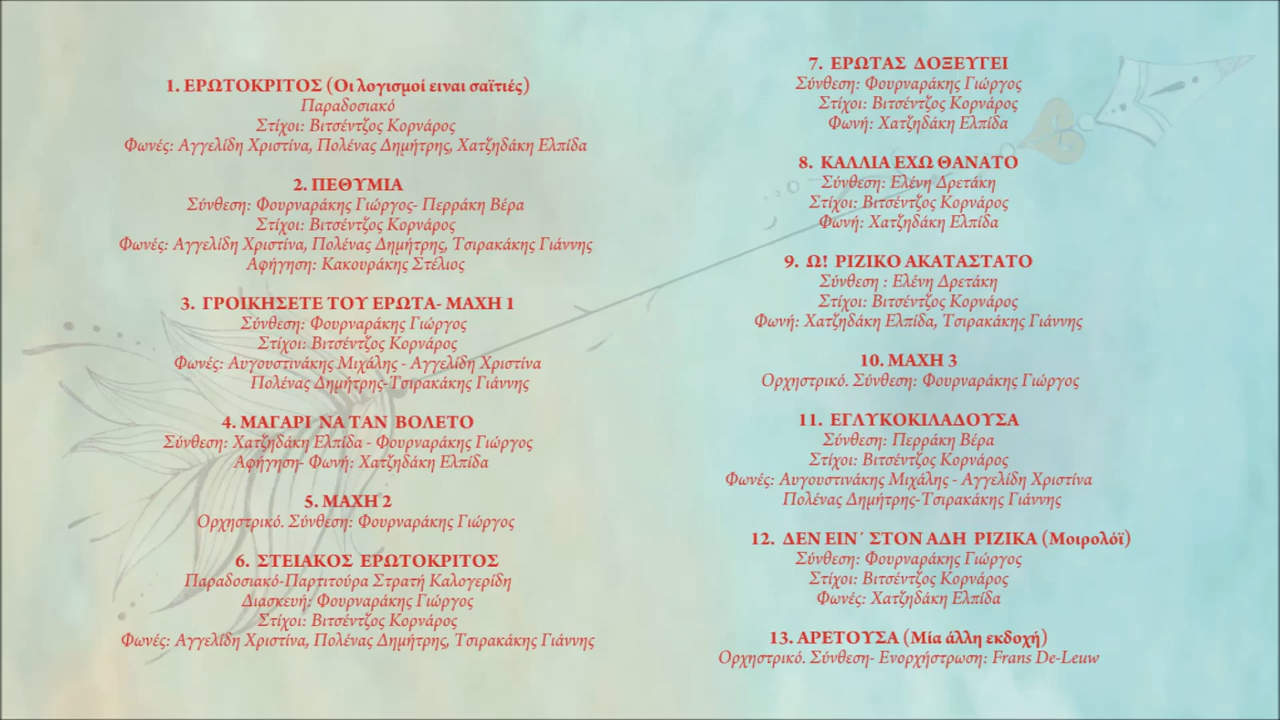 1. ΕΡΩΤΟΚΡΙΤΟΣ (Οι λογισμοί ειναι σαϊτιές)
Παραδοσιακό
Στίχοι: Βιτσέντζος Κορνάρος
Φωνές: Αγγελίδη Χριστίνα, Πολένας Δημήτρης, Χατζηδάκη Ελπίδα
2. ΠΕΘΥΜΙΑ
Σύνθεση: Φουρναράκης Γιώργος- Περράκη Βέρα
Στίχοι: Βιτσέντζος Κορνάρος
Φωνές: Αγγελίδη Χριστίνα, Πολένας Δημήτρης, Τσιρακάκης Γιάννης
Αφήγηση: Κακουράκης Στέλιος
3. ΓΡΟΙΚΗΣΕΤΕ ΤΟΥ ΕΡΩΤΑ- ΜΑΧΗ 1
Σύνθεση: Φουρναράκης Γιώργος
Στίχοι: Βιτσέντζος Κορνάρος
Φωνές: Αυγουστινάκης Μιχάλης - Αγγελίδη Χριστίνα
Πολένας Δημήτρης-Τσιρακάκης Γιάννης
4. ΜΑΓΑΡΙ ΝΑ ΤΑΝ ΒΟΛΕΤΟ
Σύνθεση: Χατζηδάκη Ελπίδα - Φουρναράκης Γιώργος
Αφήγηση- Φωνή: Χατζηδάκη Ελπίδα
5. ΜΑΧΗ 2
Ορχηστρικό. Σύνθεση: Φουρναράκης Γιώργος
6. ΣΤΕΙΑΚΟΣ ΕΡΩΤΟΚΡΙΤΟΣ
Παραδοσιακό-Παρτιτούρα Στρατή Καλογερίδη
Διασκευή: Φουρναράκης Γιώργος
Στίχοι: Βιτσέντζος Κορνάρος
Φωνές: Αγγελίδη Χριστίνα, Πολένας Δημήτρης, Τσιρακάκης Γιάννης
7. ΕΡΩΤΑΣ ΔΟΞΕΥΤΕΙ
Σύνθεση: Φουρναράκης Γιώργος
Στίχοι: Βιτσέντζος Κορνάρος
Φωνή: Χατζηδάκη Ελπίδα
8. ΚΑΛΛΙΑ ΕΧΩ ΘΑΝΑΤΟ
Σύνθεση: Ελένη Δρετάκη
Στίχοι: Βιτσέντζος Κορνάρος
Φωνή: Χατζηδάκη Ελπίδα
9. Ω! ΡΙΖΙΚΟ ΑΚΑΤΑΣΤΑΤΟ
Σύνθεση : Ελένη Δρετάκη
Στίχοι: Βιτσέντζος Κορνάρος
Φωνή: Χατζηδάκη Ελπίδα, Τσιρακάκης Γιάννης
10. ΜΑΧΗ 3
Ορχηστρικό. Σύνθεση: Φουρναράκης Γιώργος
11. ΕΓΛΥΚΟΚΙΛΑΔΟΥΣΑ
Σύνθεση: Περράκη Βέρα
Στίχοι: Βιτσέντζος Κορνάρος
Φωνές: Αυγουστινάκης Μιχάλης - Αγγελίδη Χριστίνα
Πολένας Δημήτρης-Τσιρακάκης Γιάννης
12. ΔΕΝ ΕΙΝ΄ ΣΤΟΝ ΑΔΗ ΡΙΖΙΚΑ (Μοιρολόϊ)
Σύνθεση: Φουρναράκης Γιώργος
Στίχοι: Βιτσέντζος Κορνάρος
Φωνές: Χατζηδάκη Ελπίδα
13. ΑΡΕΤΟΥΣΑ (Μία άλλη εκδοχή)
Ορχηστρικό. Σύνθεση- Ενορχήστρωση: Frans De-Leuw